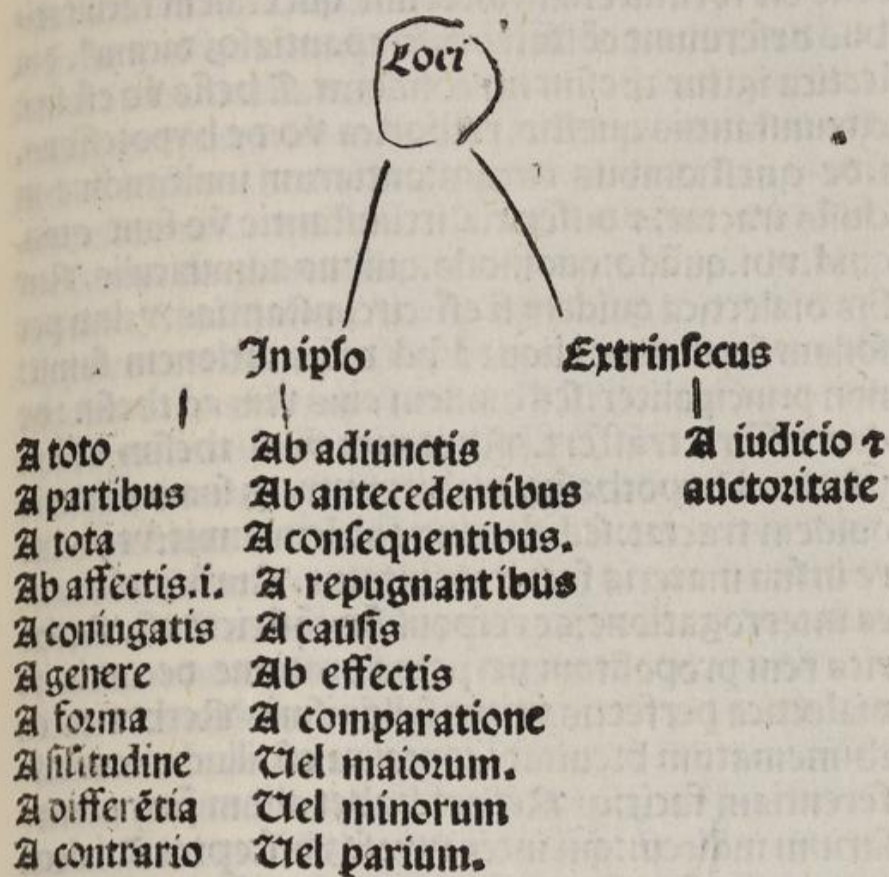 Loci
In ipso
Extrinsecus
A toto
A partibus
A tota
Ab affectis .i.
A coniugatis
A genere
A forma
A silitudine
A differẽtia
A contrario
Ab adiunctis
Ab antecedentibus
A consequentibus.
A repugnantibus
A causis
Ab effectis
A comparatione
Uel maiorum.
Uel minorum
Uel parium.
A iudicio ⁊
auctoritate